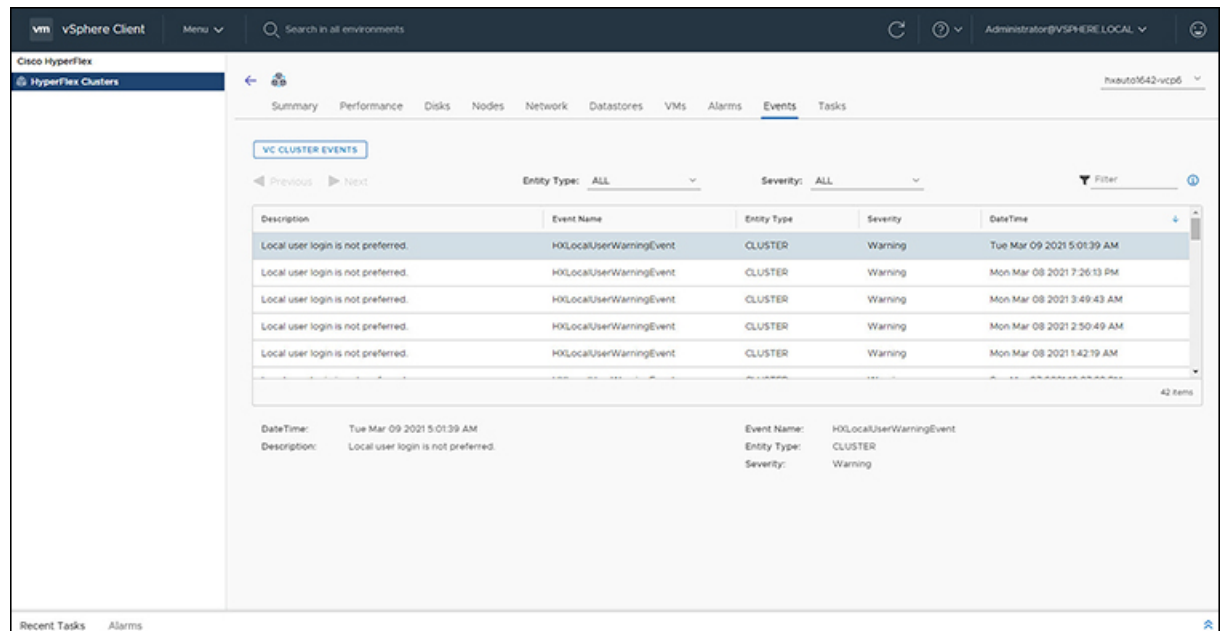 vm vSphere Client Menu Search in all environments Administrator@VSPHERE.LOCAL
Cisco HyperFlex
HyperFlex Clusters
hxauto1642-vcp6
Summary Performance Disks Nodes Network Datastores VMs Alarms Events Tasks
VC CLUSTER EVENTS
Previous Next Entity Type: ALL Severity: ALL Filter
Description Event Name Entity Type Severity DateTime
Local user login is not preferred. HXLocalUserWarningEvent CLUSTER Warning Tue Mar 09 2021 5:01:39 AM
Local user login is not preferred. HXLocalUserWarningEvent CLUSTER Warning Mon Mar 08 2021 7:26:13 PM
Local user login is not preferred. HXLocalUserWarningEvent CLUSTER Warning Mon Mar 08 2021 3:49:43 AM
Local user login is not preferred. HXLocalUserWarningEvent CLUSTER Warning Mon Mar 08 2021 2:50:49 AM
Local user login is not preferred. HXLocalUserWarningEvent CLUSTER Warning Mon Mar 08 2021 1:42:19 AM
42 items
DateTime: Tue Mar 09 2021 5:01:39 AM Event Name: HXLocalUserWarningEvent
Description: Local user login is not preferred. Entity Type: CLUSTER
Severity: Warning
Recent Tasks Alarms